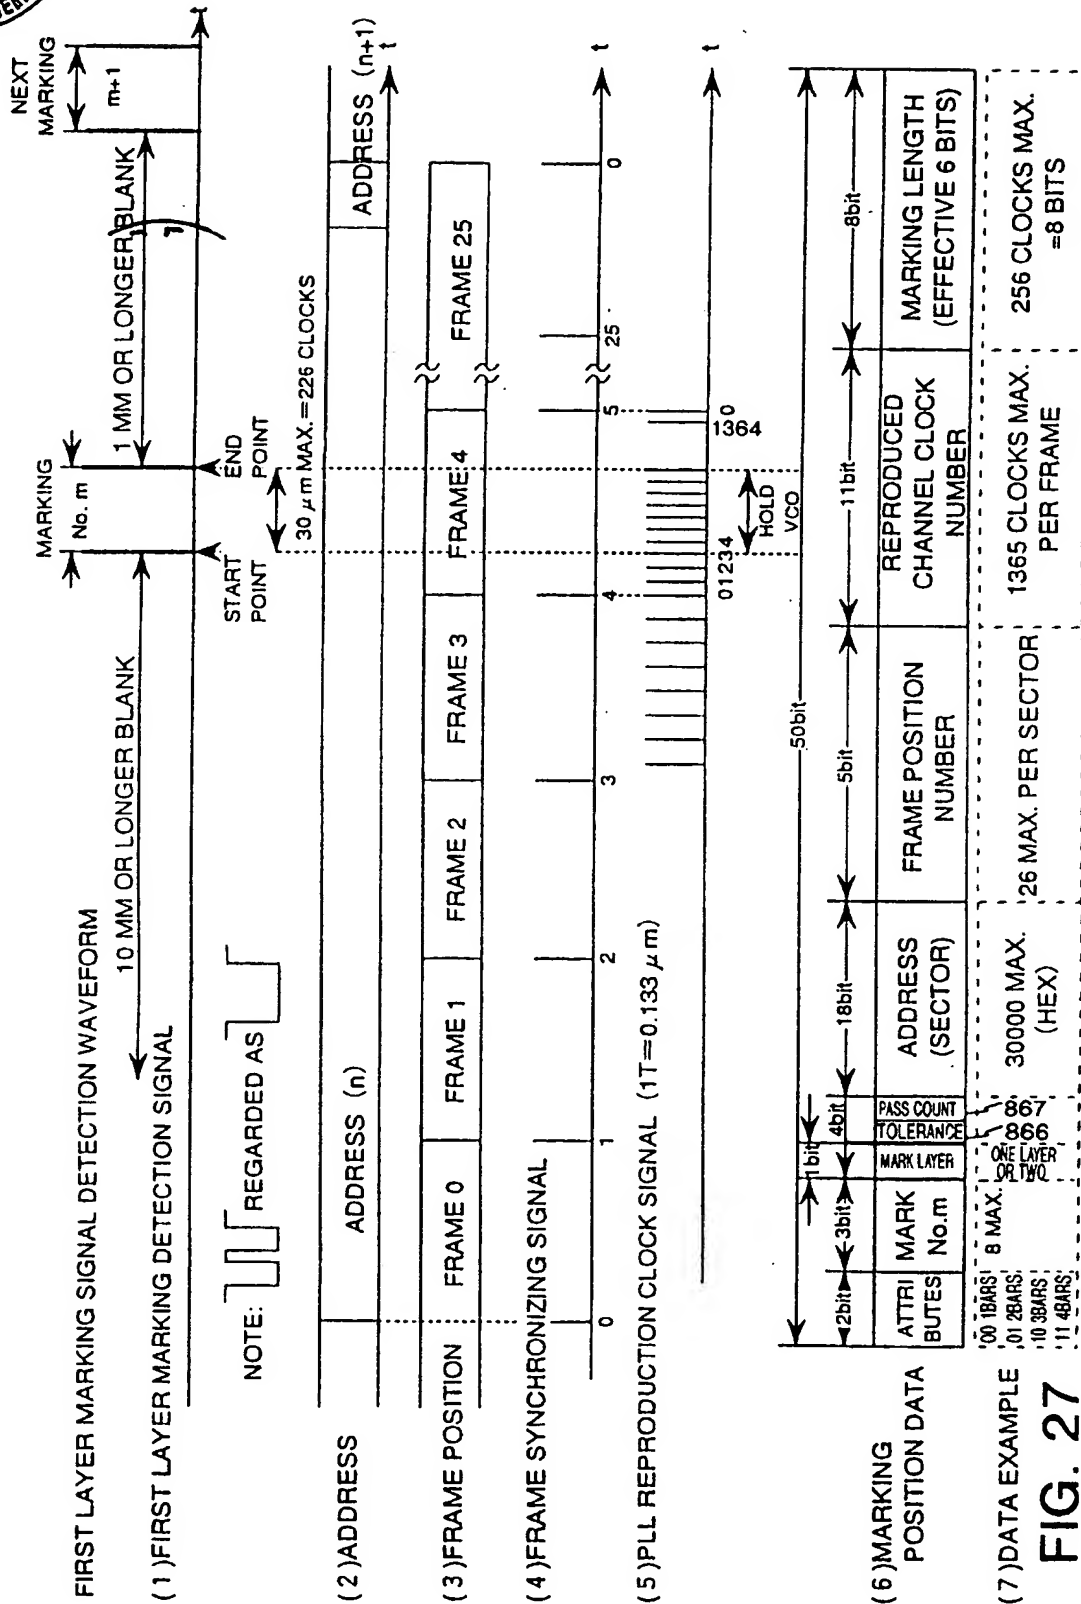 NEXT
MARKING
m+1
MARKING
No. m
1 MM OR LONGER BLANK
10 MM OR LONGER BLANK
FIRST LAYER MARKING SIGNAL DETECTION WAVEFORM
(1)FIRST LAYER MARKING DETECTION SIGNAL
t
START
POINT
END
POINT
NOTE:
REGARDED AS
30 μm MAX.=226 CLOCKS
(2)ADDRESS
ADDRESS (n)
ADDRESS (n+1)
t
(3)FRAME POSITION
FRAME 0
FRAME 1
FRAME 2
FRAME 3
FRAME 4
FRAME 25
(4)FRAME SYNCHRONIZING SIGNAL
0
1
2
3
4
5
25
0
t
(5)PLL REPRODUCTION CLOCK SIGNAL (1T=0.133 μm)
01234
1364
0
t
HOLD
VCO
50bit
2bit
3bit
1bit
4bit
18bit
5bit
11bit
8bit
(6)MARKING
POSITION DATA
ATTRI
BUTES
MARK
No.m
MARK LAYER
TOLERANCE
PASS COUNT
ADDRESS
(SECTOR)
FRAME POSITION
NUMBER
REPRODUCED
CHANNEL CLOCK
NUMBER
MARKING LENGTH
(EFFECTIVE 6 BITS)
(7)DATA EXAMPLE
00 1BARS
01 2BARS
10 3BARS
11 4BARS
8 MAX.
ONE LAYER
OR TWO
866
867
30000 MAX.
(HEX)
26 MAX. PER SECTOR
1365 CLOCKS MAX.
PER FRAME
256 CLOCKS MAX.
=8 BITS
FIG. 27